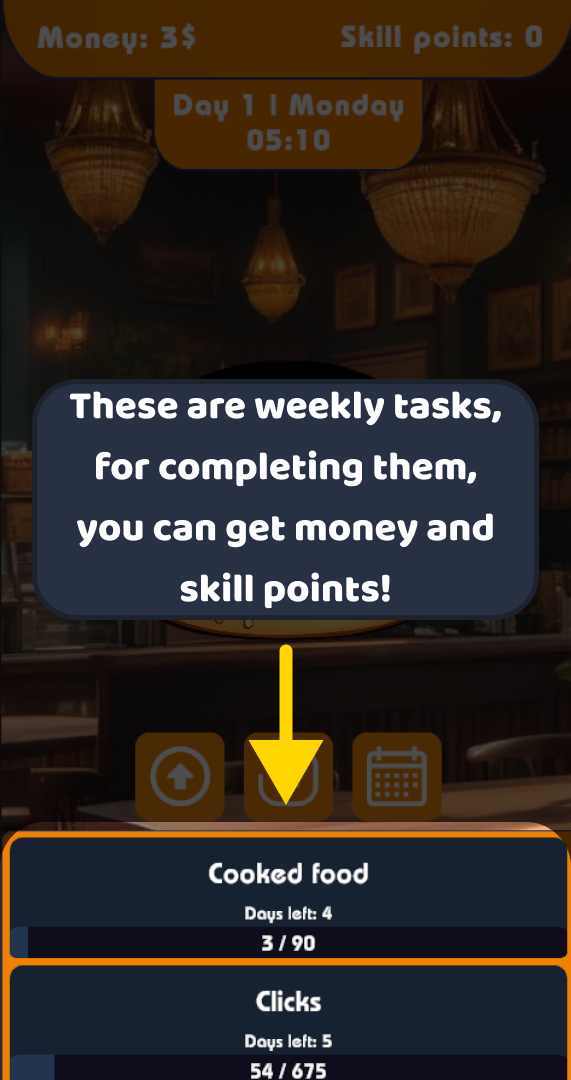 Money: 3$
Skill points: 0
Day 1 | Monday
05:10
These are weekly tasks,
for completing them,
you can get money and
skill points!
Cooked food
Days left: 4
3 / 90
Clicks
Days left: 5
54 / 675